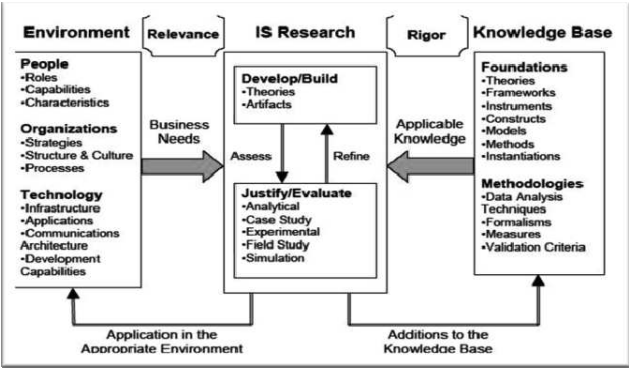 Environment
Relevance
IS Research
Rigor
Knowledge Base
People
•Roles
•Capabilities
•Characteristics
Organizations
•Strategies
•Structure & Culture
•Processes
Technology
•Infrastructure
•Applications
•Communications
Architecture
•Development
Capabilities
Business
Needs
Develop/Build
•Theories
•Artifacts
Assess
Refine
Justify/Evaluate
•Analytical
•Case Study
•Experimental
•Field Study
•Simulation
Applicable
Knowledge
Foundations
•Theories
•Frameworks
•Instruments
•Constructs
•Models
•Methods
•Instantiations
Methodologies
•Data Analysis
Techniques
•Formalisms
•Measures
•Validation Criteria
Application in the
Appropriate Environment
Additions to the
Knowledge Base